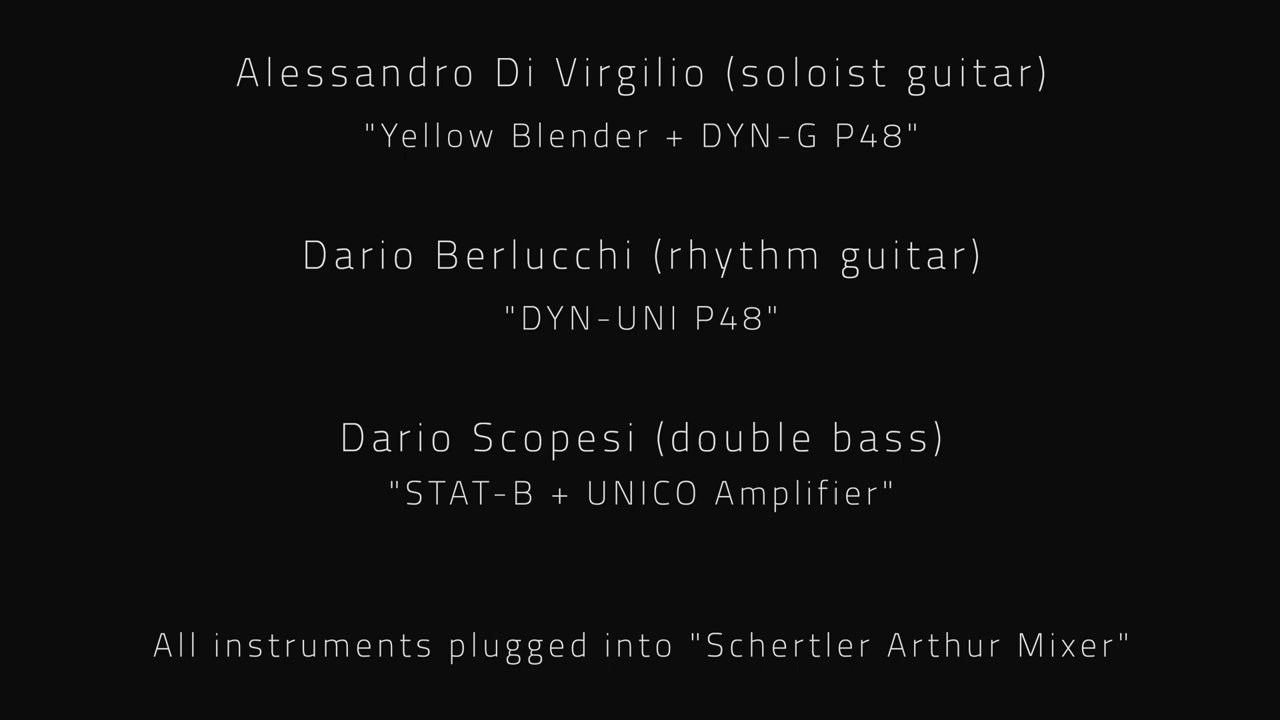 Alessandro Di Virgilio (soloist guitar)
"Yellow Blender + DYN-G P48"
Dario Berlucchi (rhythm guitar)
"DYN-UNI P48"
Dario Scopesi (double bass)
"STAT-B + UNICO Amplifier"
All instruments plugged into "Schertler Arthur Mixer"